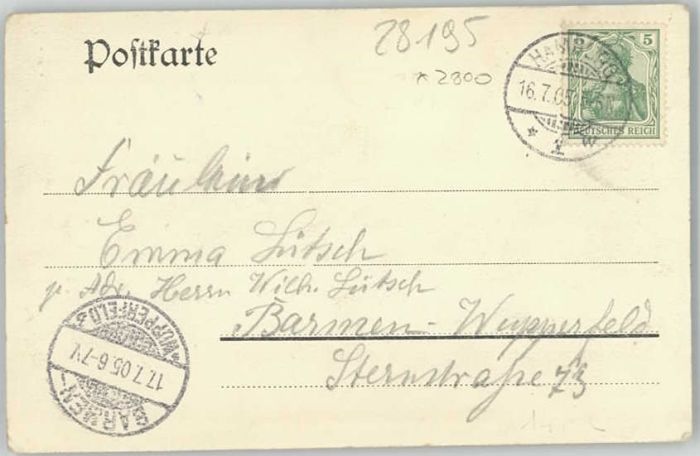 Postkarte
28195
x 2800
5
HAMBURG
16.7.05
* 1 w
DEUTSCHES REICH
Fräulein
Emma Lütsch
p. Adr. Herrn Wilh. Lütsch
Barmen-Wupperfeld
Sternstraße 73
BARMEN-
17.7.05.6-7V.
*WUPPERFELD a